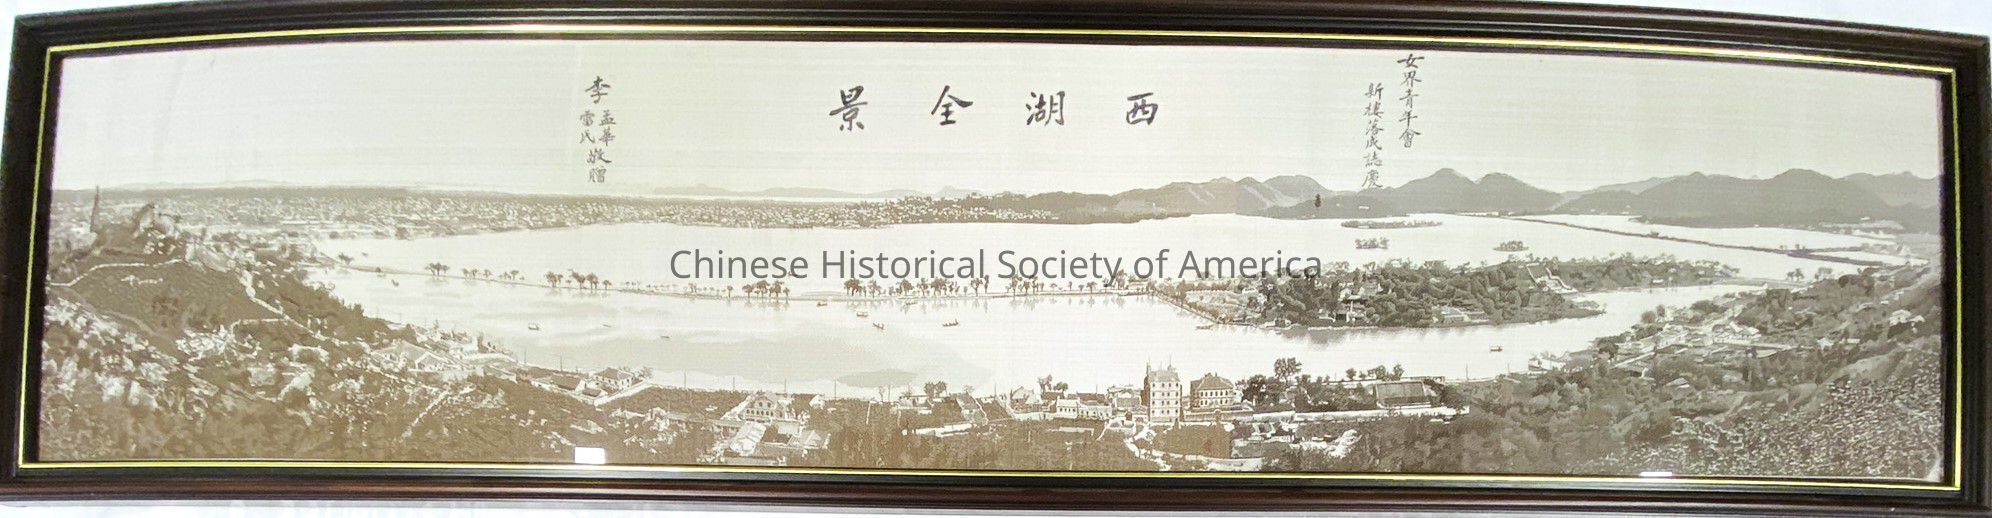 女界青年會
新樓落成誌慶
西湖全景
李孟華敬贈
雷氏
Chinese Historical Society of America